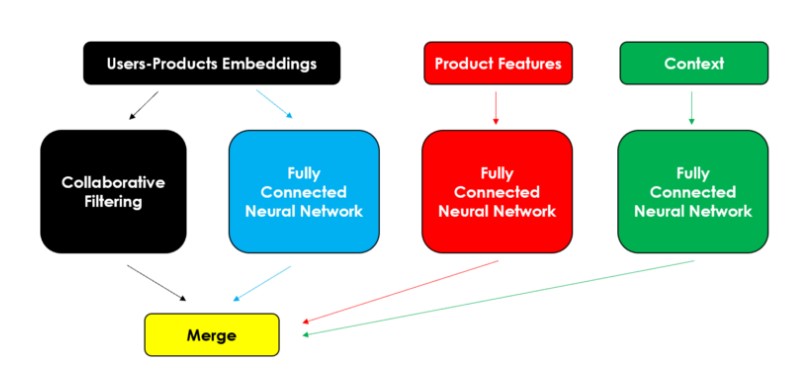 Users-Products Embeddings
Product Features
Context
Collaborative
Filtering
Fully
Connected
Neural Network
Fully
Connected
Neural Network
Fully
Connected
Neural Network
Merge